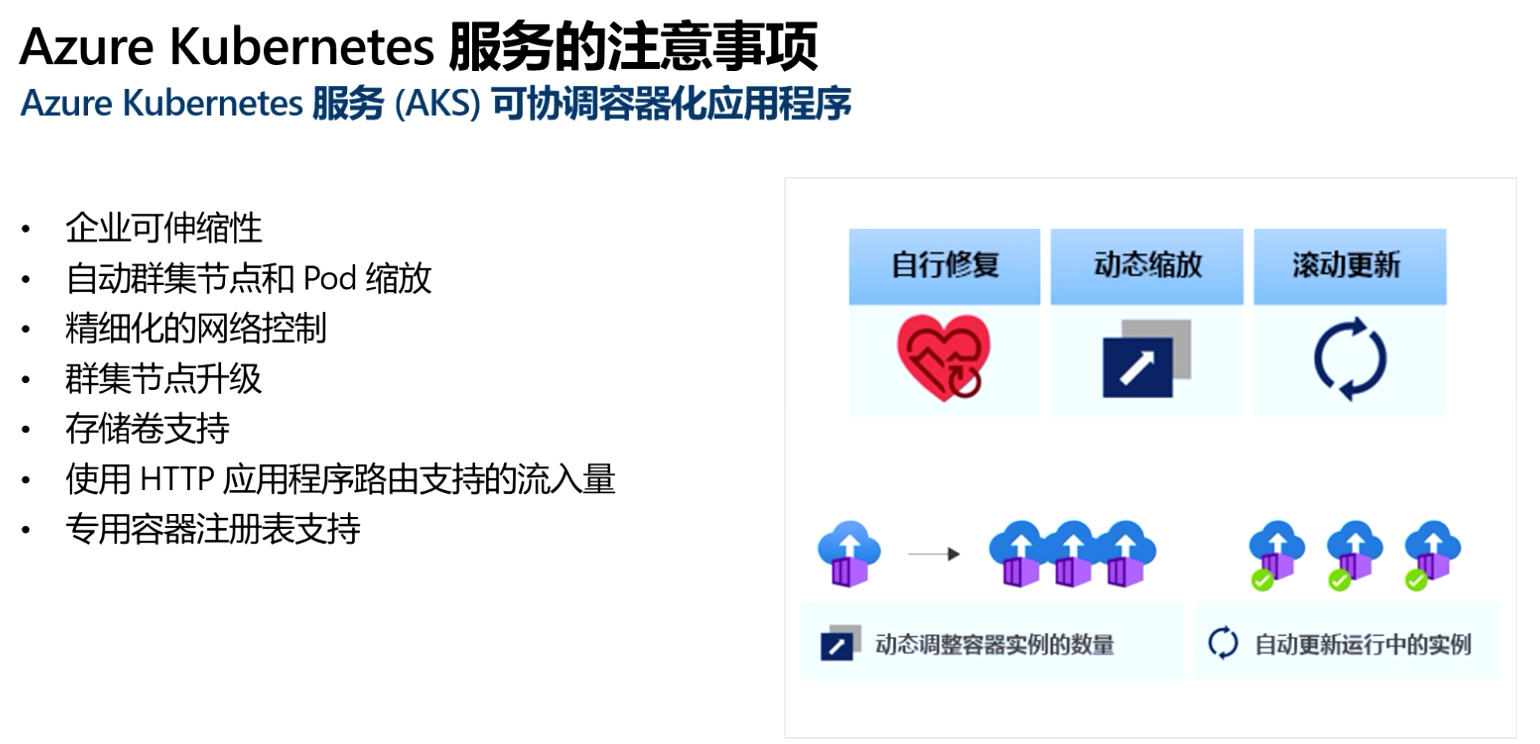 Azure Kubernetes 服务的注意事项
Azure Kubernetes 服务 (AKS) 可协调容器化应用程序
• 企业可伸缩性
• 自动群集节点和 Pod 缩放
• 精细化的网络控制
• 群集节点升级
• 存储卷支持
• 使用 HTTP 应用程序路由支持的流入量
• 专用容器注册表支持
自行修复
动态缩放
滚动更新
动态调整容器实例的数量
自动更新运行中的实例